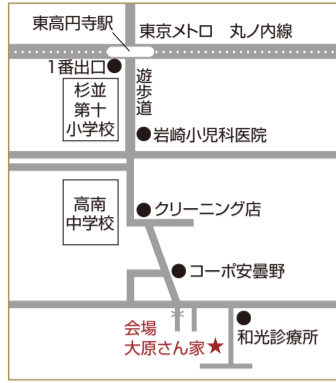 東高円寺駅
東京メトロ 丸ノ内線
1番出口
遊歩道
杉並
第十
小学校
岩崎小児科医院
高南
中学校
クリーニング店
コーポ安曇野
会場
大原さん家★
和光診療所